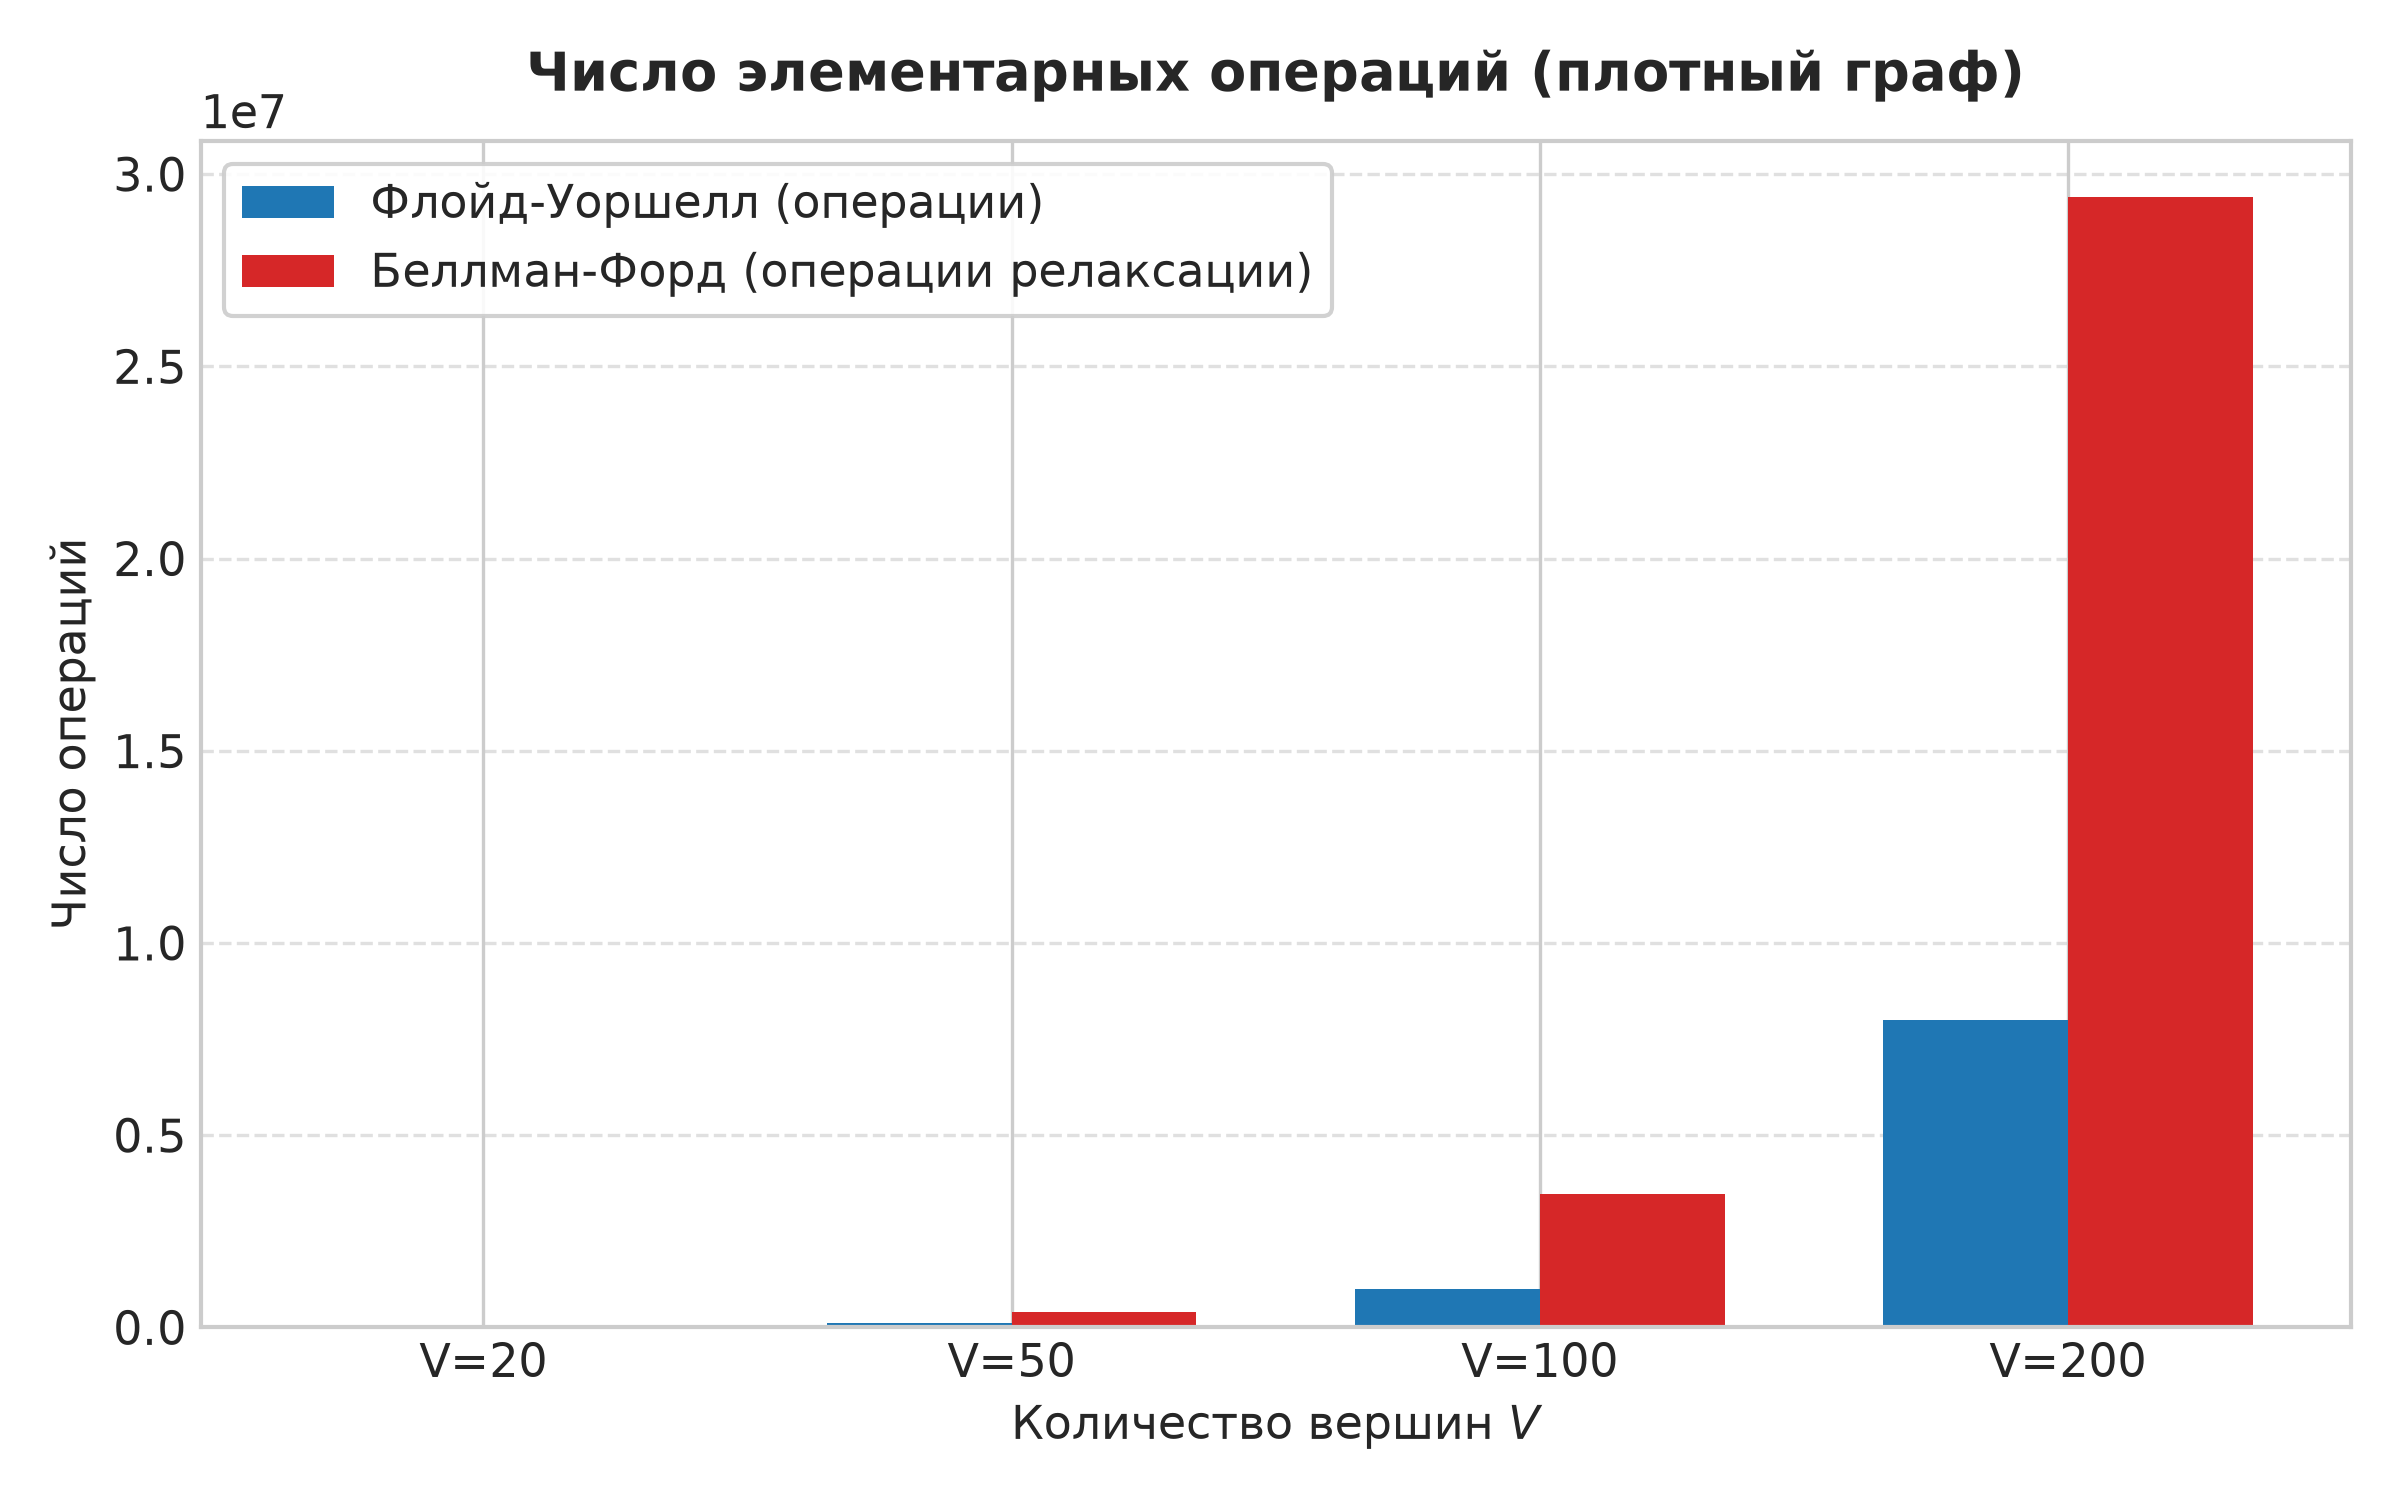 Число элементарных операций (плотный граф)
1e7
3.0
2.5
2.0
1.5
1.0
0.5
0.0
Число операций
Флойд-Уоршелл (операции)
Беллман-Форд (операции релаксации)
V=20
V=50
V=100
V=200
Количество вершин V